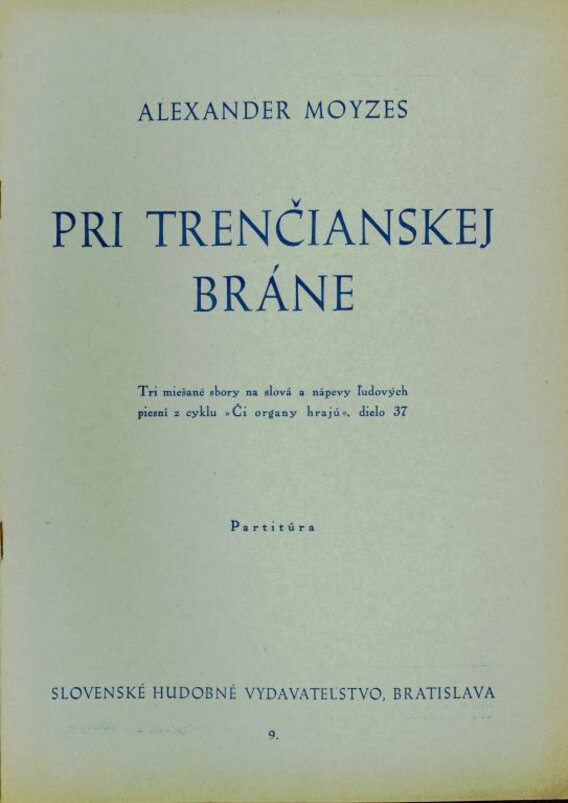 ALEXANDER MOYZES
PRI TRENČIANSKEJ
BRÁNE
Tri miešané sbory na slová a nápevy ľudových
piesní z cyklu »Či organy hrajú«, dielo 37
Partitúra
SLOVENSKÉ HUDOBNÉ VYDAVATEĽSTVO, BRATISLAVA
9.